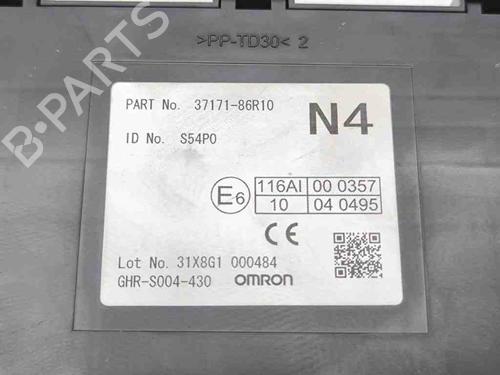 >PP-TD30< 2
PART No. 37171-86R10
N4
ID No. S54P0
E6
116AI 00 0357
10 04 0495
CE
Lot No. 31X8G1 000484
GHR-S004-430 OMRON
B-PARTS